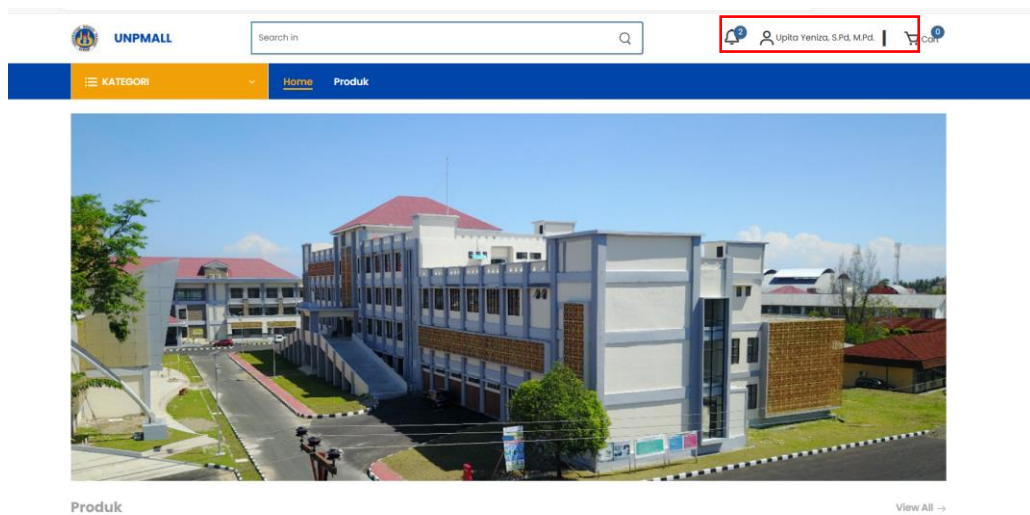 UNPMALL
Search in
2
Upita Yeniza, S.Pd, M.Pd.
Cart
0
KATEGORI
Home
Produk
Produk
View All →